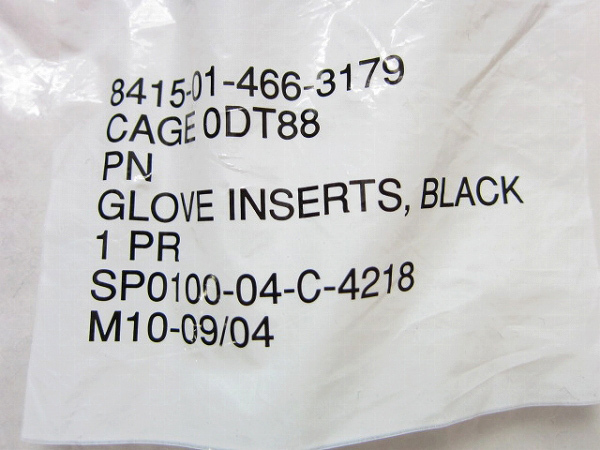 8415-01-466-3179
CAGE 0DT88
PN
GLOVE INSERTS, BLACK
1 PR
SP0100-04-C-4218
M10-09/04